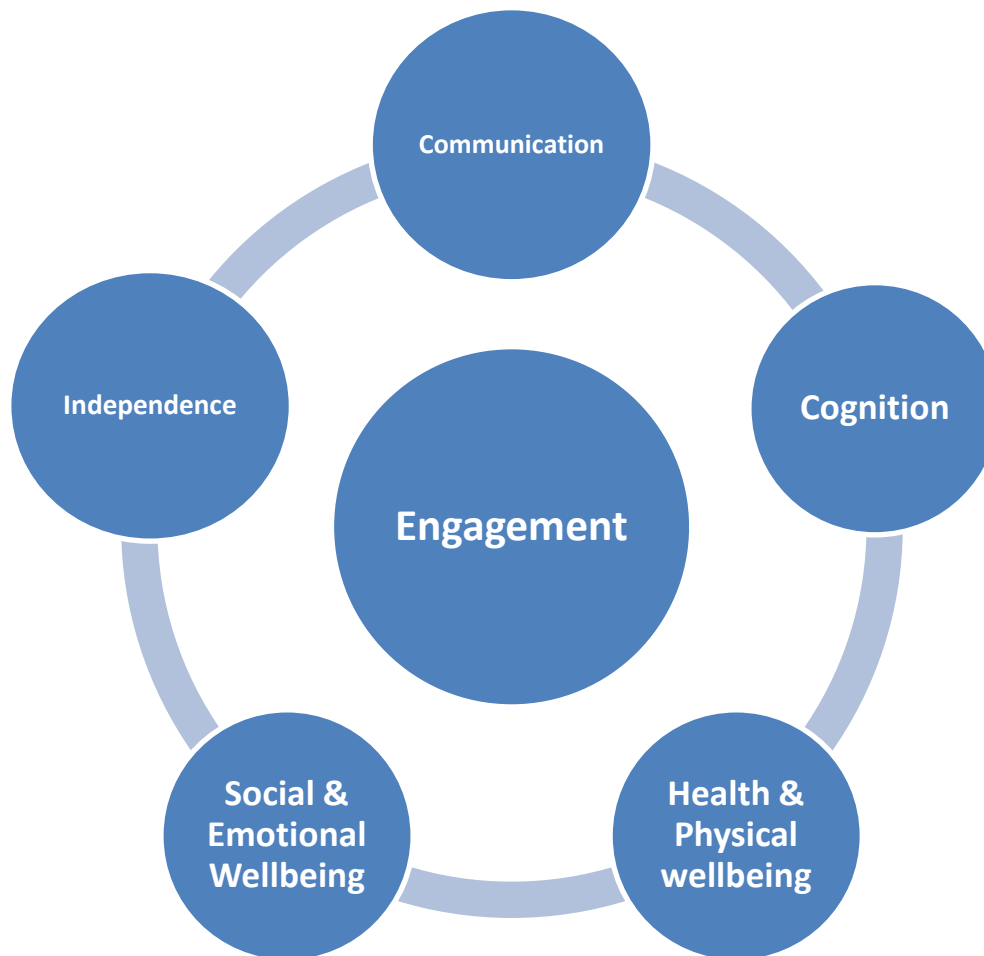 Communication
Independence
Cognition
Engagement
Social &
Emotional
Wellbeing
Health &
Physical
wellbeing